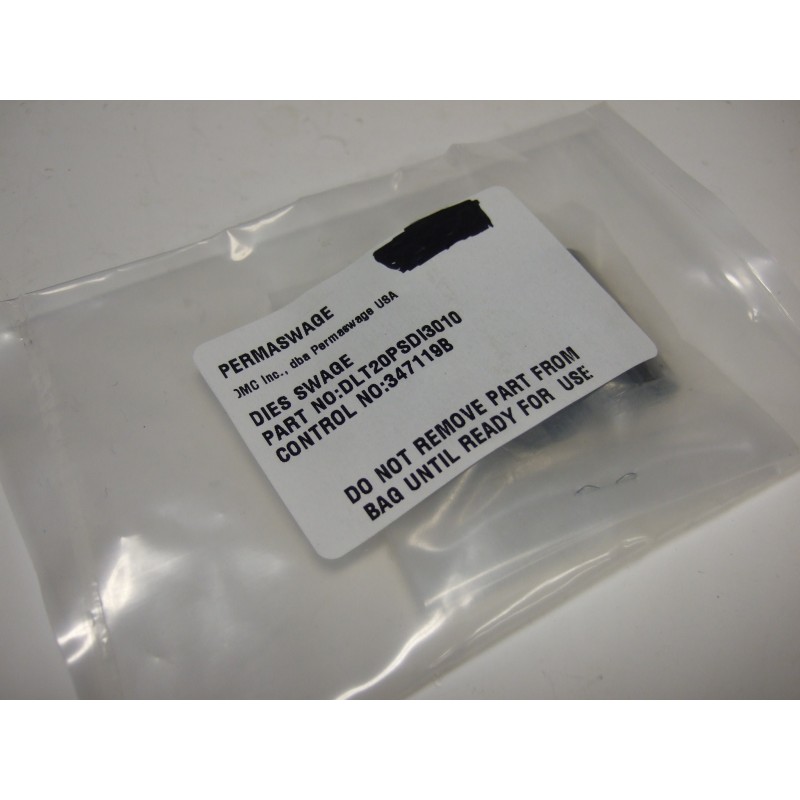 PERMASWAGE
DMC Inc., dba Permaswage USA
DIES SWAGE
PART NO:DLT20PSDI3010
CONTROL NO:347119B
DO NOT REMOVE PART FROM
BAG UNTIL READY FOR USE